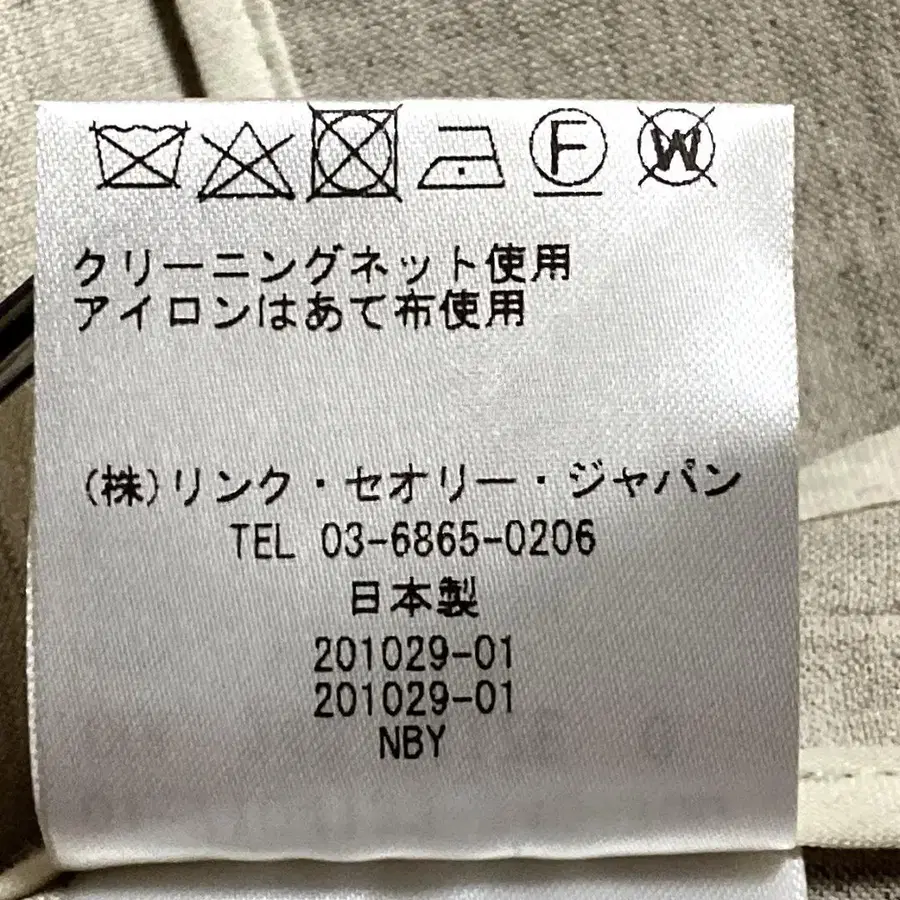 F W
クリーニングネット使用
アイロンはあて布使用
(株)リンク・セオリー・ジャパン
TEL 03-6865-0206
日本製
201029-01
201029-01
NBY